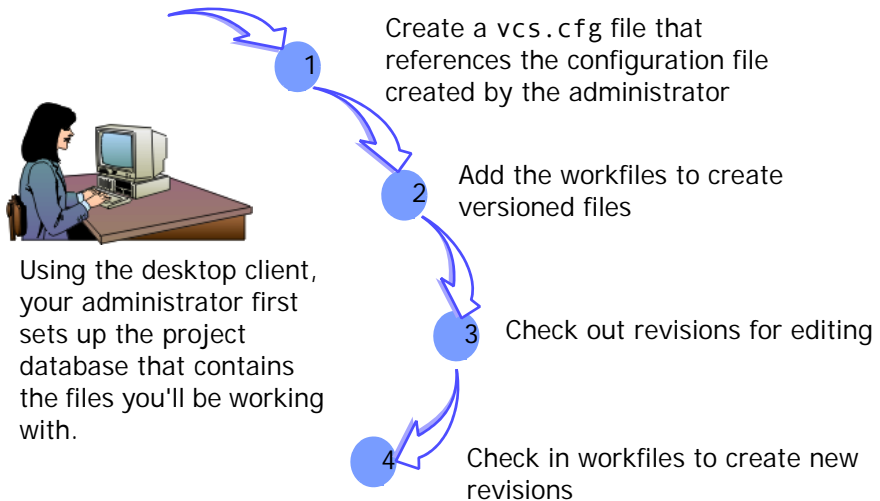 1
Create a vcs.cfg file that
references the configuration file
created by the administrator
2
Add the workfiles to create
versioned files
Using the desktop client,
your administrator first
sets up the project
database that contains
the files you'll be working
with.
3
Check out revisions for editing
4
Check in workfiles to create new
revisions